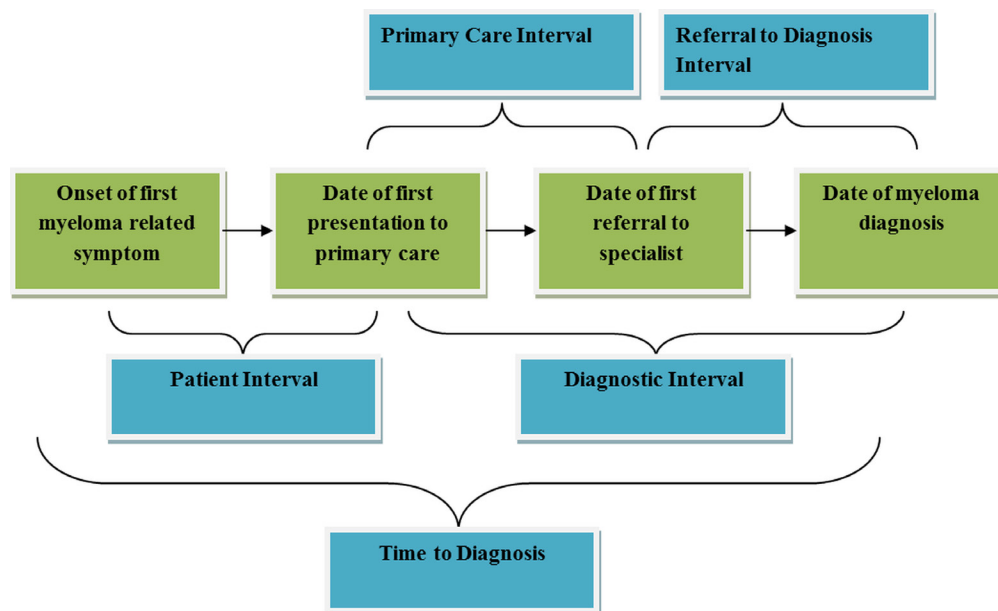 Primary Care Interval
Referral to Diagnosis
Interval
Onset of first
myeloma related
symptom
Date of first
presentation to
primary care
Date of first
referral to
specialist
Date of myeloma
diagnosis
Patient Interval
Diagnostic Interval
Time to Diagnosis